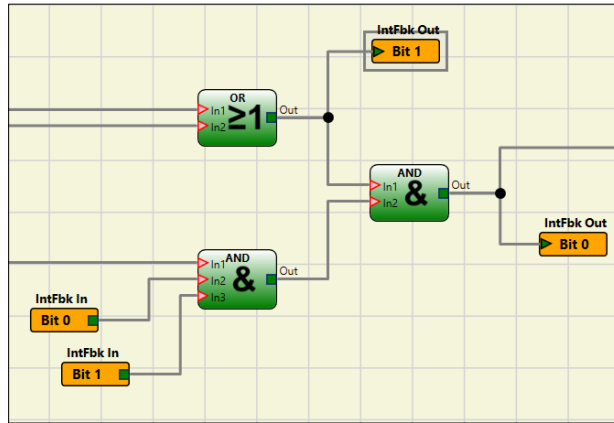 IntFbk Out
Bit 1
OR
In1
≥1
Out
In2
AND
In1
&
Out
In2
IntFbk Out
Bit 0
AND
In1
&
Out
In2
In3
IntFbk In
Bit 0
IntFbk In
Bit 1